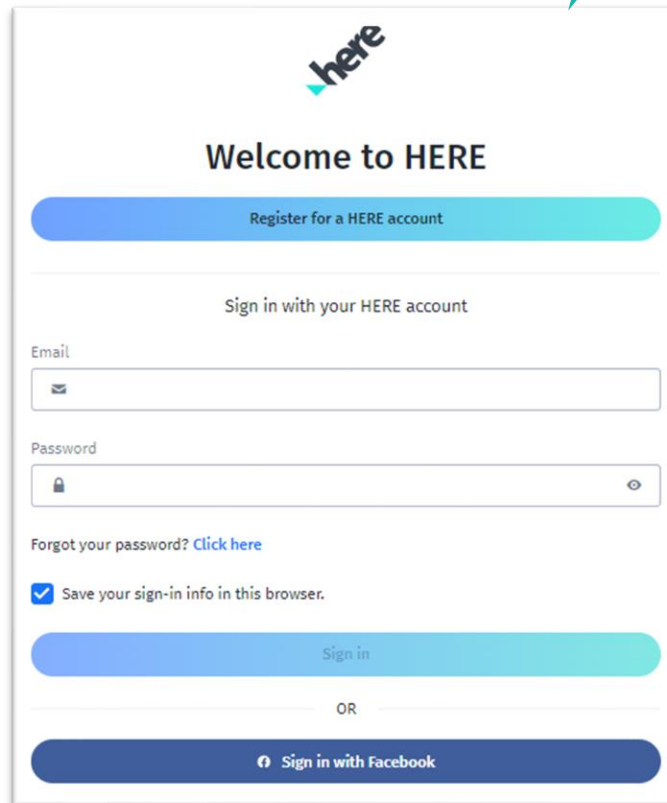 here
Welcome to HERE
Register for a HERE account
Sign in with your HERE account
Email
Password
Forgot your password? Click here
Save your sign-in info in this browser.
Sign in
OR
Sign in with Facebook